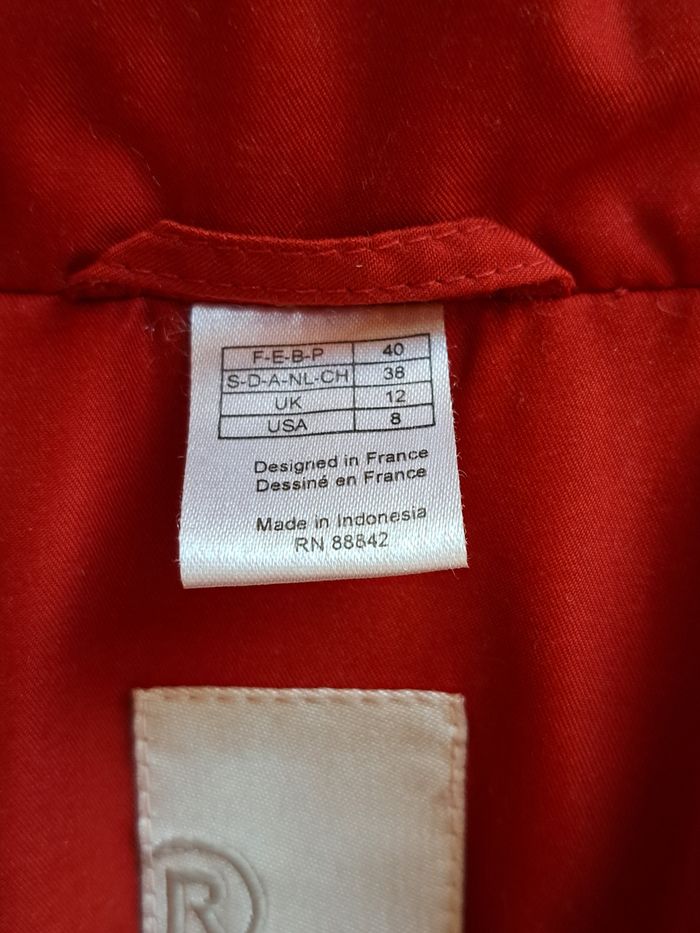 F-E-B-P 40
S-D-A-NL-CH 38
UK 12
USA 8
Designed in France
Dessiné en France
Made in Indonesia
RN 88842
R